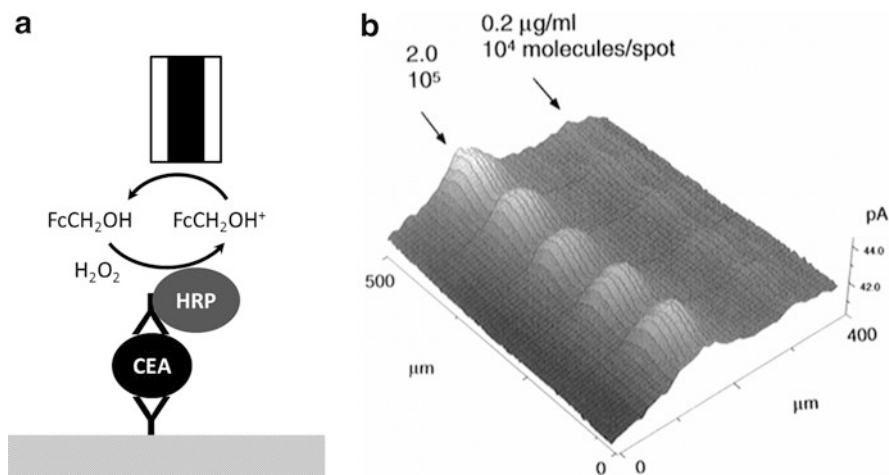 a
FcCH₂OH FcCH₂OH⁺
H₂O₂
HRP
CEA
b
2.0
10⁵
0.2 µg/ml
10⁴ molecules/spot
pA
44.0
42.0
500
400
µm
µm
0
0